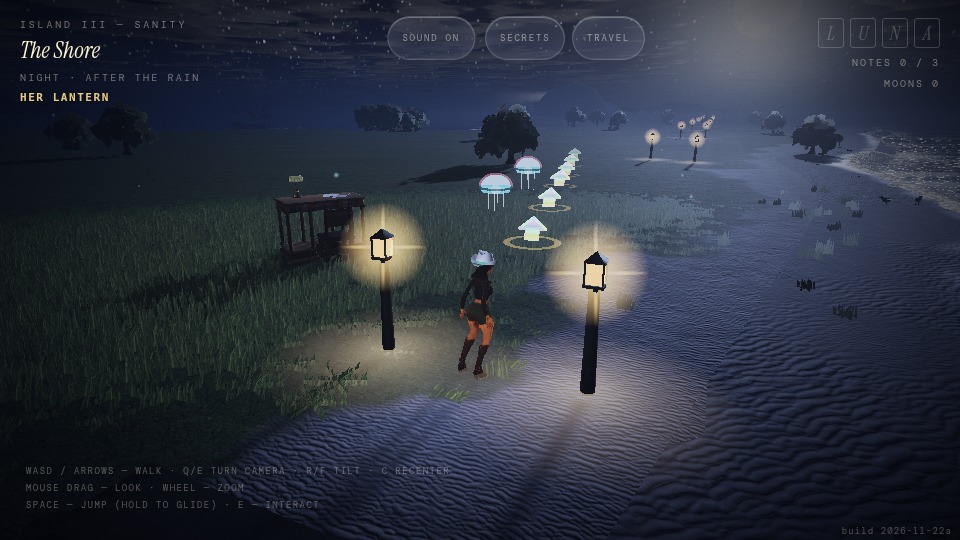 ISLAND III — SANITY
The Shore
NIGHT · AFTER THE RAIN
HER LANTERN
SOUND ON
SECRETS
TRAVEL
L U N A
NOTES 0 / 3
MOONS 0
WASD / ARROWS — WALK · Q/E TURN CAMERA · R/F TILT · C RECENTER
MOUSE DRAG — LOOK · WHEEL — ZOOM
SPACE — JUMP (HOLD TO GLIDE) · E — INTERACT
build 2026-11-22a